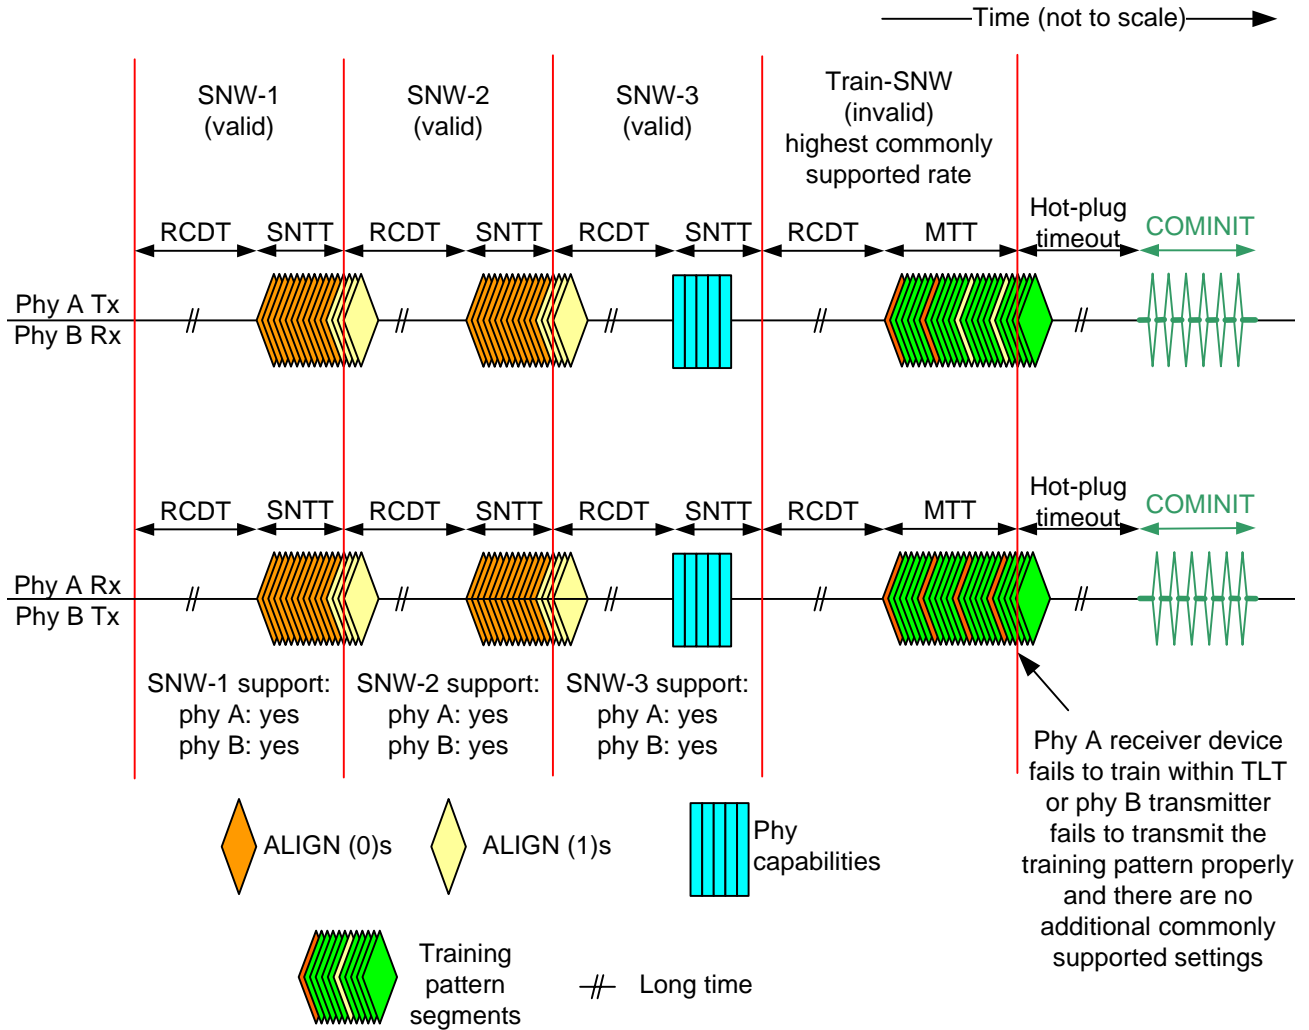 Time (not to scale)
SNW-1
(valid)
SNW-2
(valid)
SNW-3
(valid)
Train-SNW
(invalid)
highest commonly
supported rate
RCDT
SNTT
RCDT
SNTT
RCDT
SNTT
RCDT
MTT
Hot-plug
timeout
COMINIT
Phy A Tx
Phy B Rx
RCDT
SNTT
RCDT
SNTT
RCDT
SNTT
RCDT
MTT
Hot-plug
timeout
COMINIT
Phy A Rx
Phy B Tx
SNW-1 support:
phy A: yes
phy B: yes
SNW-2 support:
phy A: yes
phy B: yes
SNW-3 support:
phy A: yes
phy B: yes
Phy A receiver device
fails to train within TLT
or phy B transmitter
fails to transmit the
training pattern properly
and there are no
additional commonly
supported settings
ALIGN (0)s
ALIGN (1)s
Phy
capabilities
Training
pattern
segments
Long time